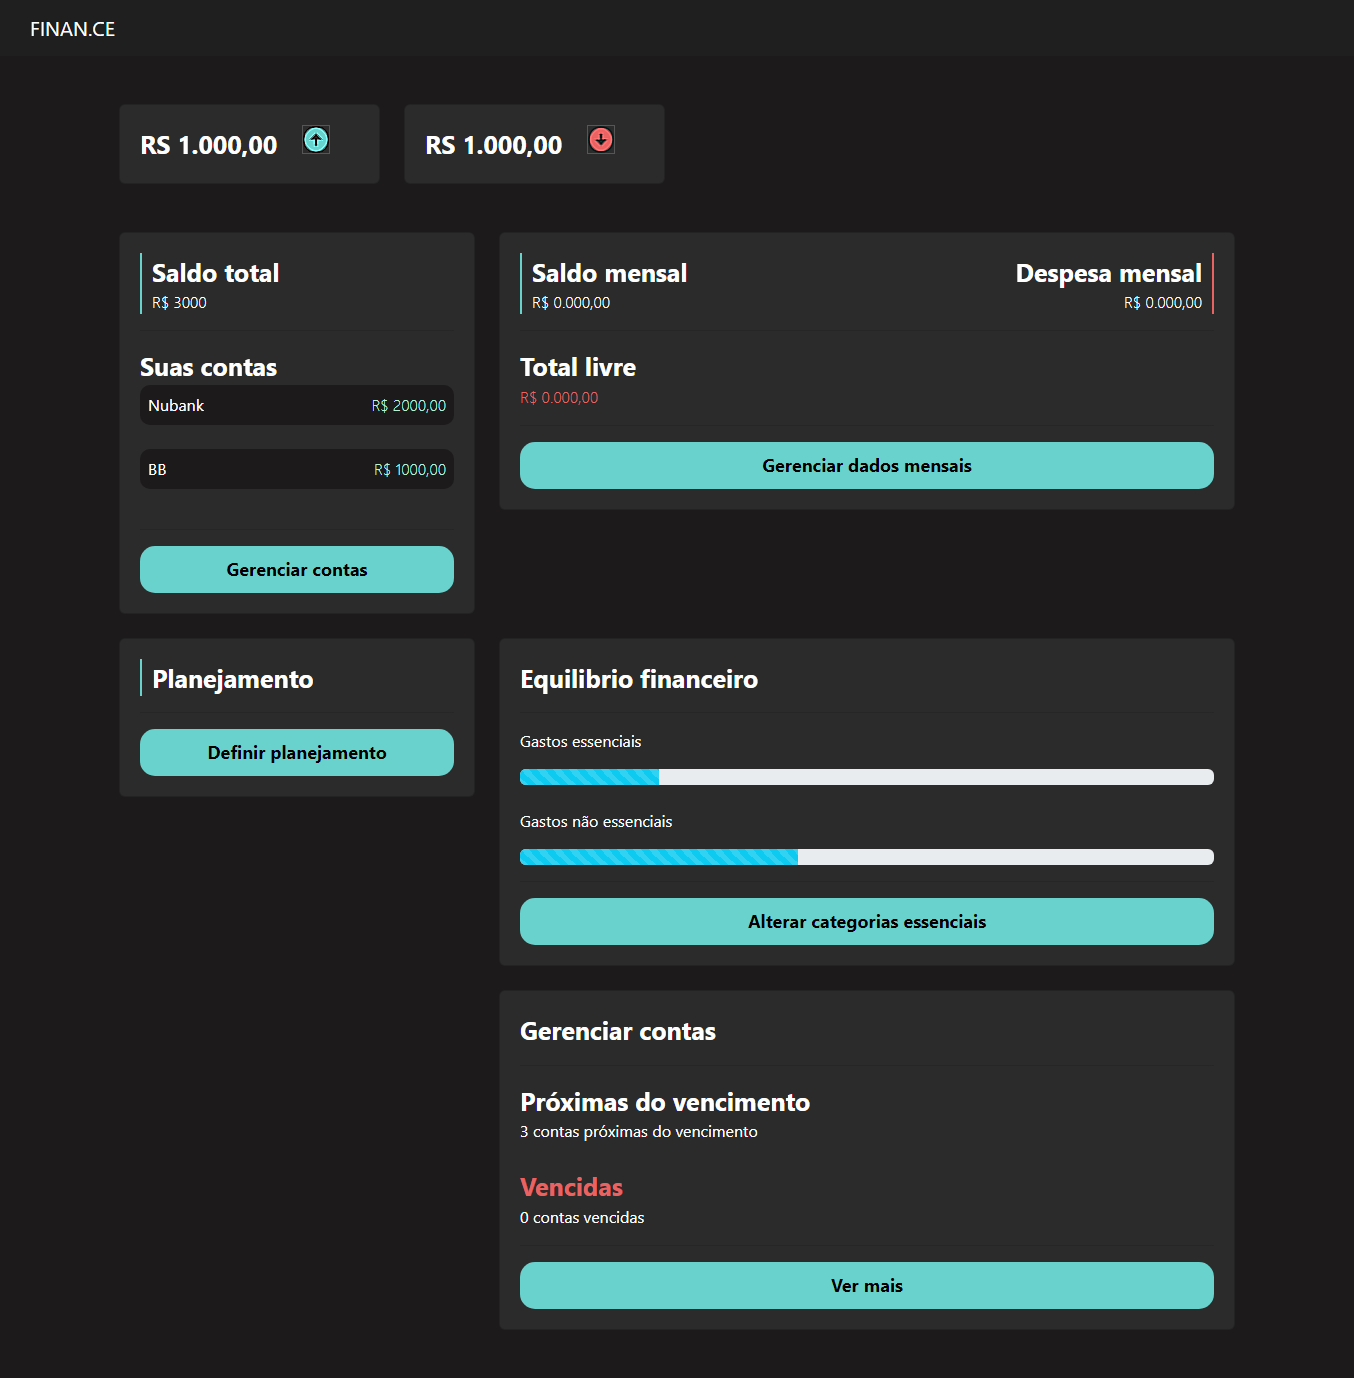 FINAN.CE
RS 1.000,00
RS 1.000,00
Saldo total
R$ 3000
Suas contas
Nubank R$ 2000,00
BB R$ 1000,00
Gerenciar contas
Saldo mensal Despesa mensal
R$ 0.000,00 R$ 0.000,00
Total livre
R$ 0.000,00
Gerenciar dados mensais
Planejamento
Definir planejamento
Equilibrio financeiro
Gastos essenciais
Gastos não essenciais
Alterar categorias essenciais
Gerenciar contas
Próximas do vencimento
3 contas próximas do vencimento
Vencidas
0 contas vencidas
Ver mais